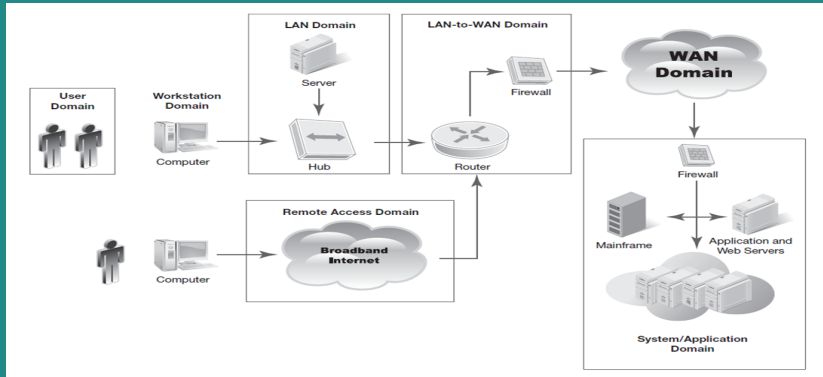 LAN Domain
LAN-to-WAN Domain
Server
Firewall
WAN
Domain
User
Domain
Workstation
Domain
Computer
Hub
Router
Firewall
Remote Access Domain
Broadband
Internet
Computer
Mainframe
Application and
Web Servers
System/Application
Domain